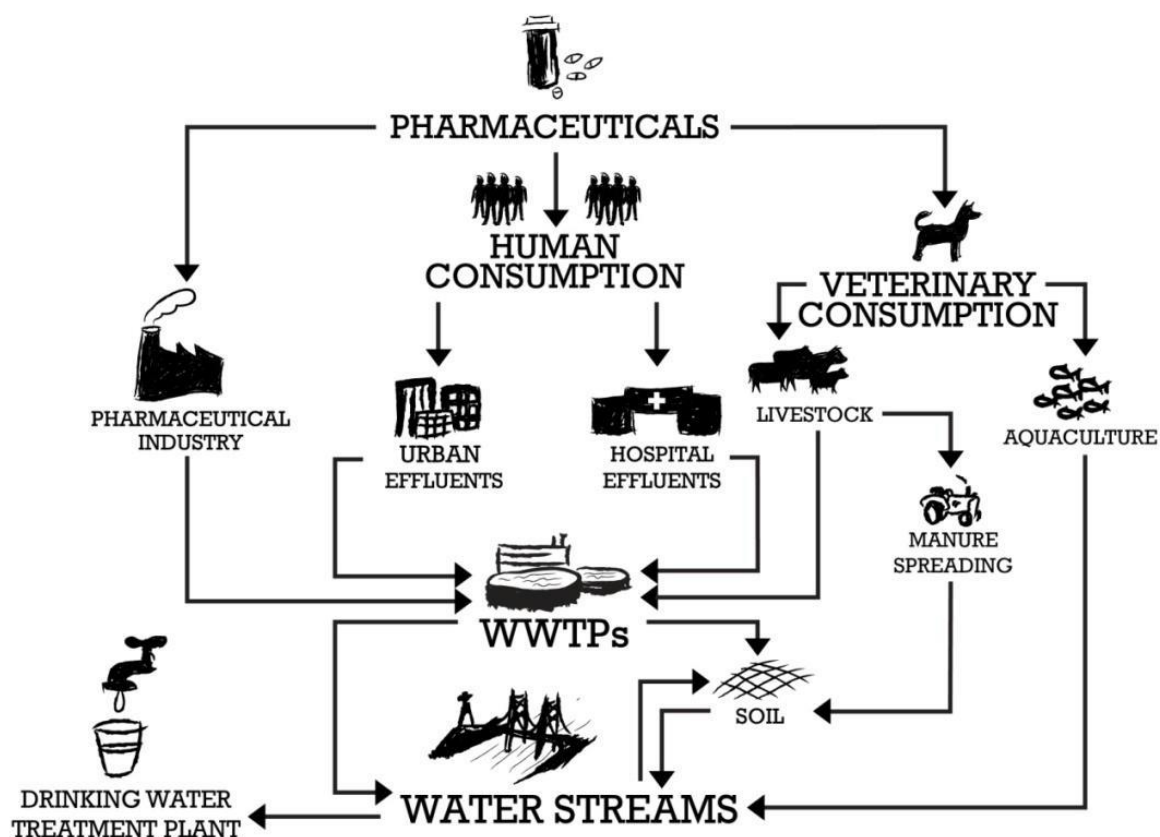 PHARMACEUTICALS
HUMAN
CONSUMPTION
VETERINARY
CONSUMPTION
PHARMACEUTICAL
INDUSTRY
URBAN
EFFLUENTS
HOSPITAL
EFFLUENTS
LIVESTOCK
AQUACULTURE
MANURE
SPREADING
WWTPs
SOIL
WATER STREAMS
DRINKING WATER
TREATMENT PLANT